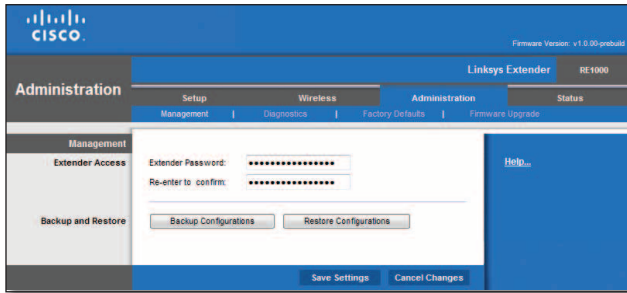 CISCO.
Firmware Version: v1.0.00-prebuild
Linksys Extender RE1000
Administration
Setup Wireless Administration Status
Management | Diagnostics | Factory Defaults | Firmware Upgrade
Management
Extender Access
Extender Password: ••••••••••••••••
Re-enter to confirm: ••••••••••••••••
Help...
Backup and Restore
Backup Configurations Restore Configurations
Save Settings Cancel Changes